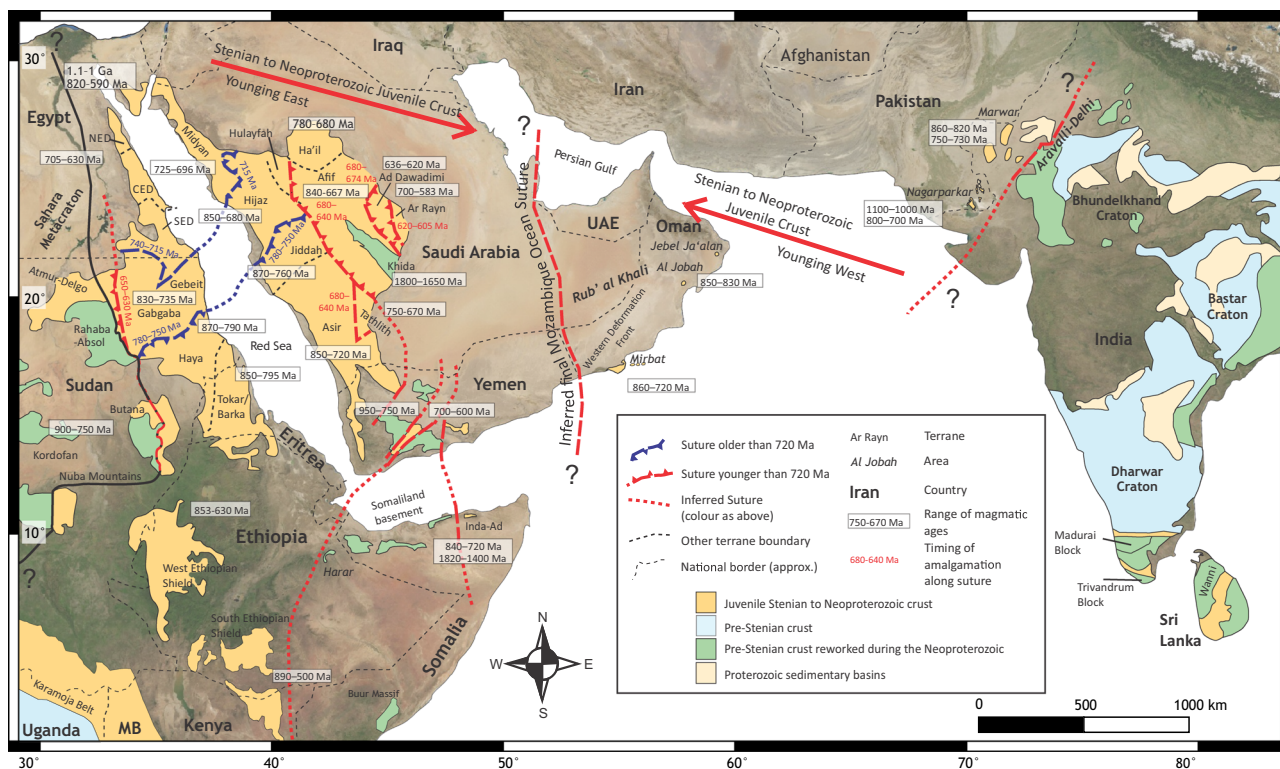 30°
20°
10°
?
1.1-1 Ga
820-590 Ma
Egypt
NED
705-630 Ma
CED
SED
Sahara
Metacraton
Midyan
725-696 Ma
715 Ma
Hulayfah
780-680 Ma
Ha'il
Afif
840-667 Ma
680–
674 Ma
636-620 Ma
Ad Dawadimi
700-583 Ma
Ar Rayn
620-605 Ma
680–
640 Ma
Hijaz
850-680 Ma
780-750 Ma
Jiddah
870-760 Ma
Saudi Arabia
Khida
1800-1650 Ma
740-715 Ma
Atmur-Delgo
650-630 Ma
Gebeit
830-735 Ma
Gabgaba
780-750 Ma
870-790 Ma
Rahaba
-Absol
Haya
Red Sea
850–795 Ma
680–
640 Ma
Asir
Tathlith
750-670 Ma
850–720 Ma
Sudan
Butana
Tokar/
Barka
900–750 Ma
Kordofan
Nuba Mountains
Eritrea
950–750 Ma
700–600 Ma
Yemen
Iraq
Stenian to Neoproterozoic Juvenile Crust
Younging East
Iran
Afghanistan
Pakistan
?
Persian Gulf
Inferred final Mozambique Ocean Suture
?
UAE
Oman
Jebel Ja'alan
Al Jobah
Rub' al Khali
850–830 Ma
Western Deformation
Front
Mirbat
860–720 Ma
Stenian to Neoproterozoic
Juvenile Crust
Younging West
860–820 Ma
750–730 Ma
Marwar
?
Aravalli-Delhi
Nagarparkar
1100–1000 Ma
800–700 Ma
?
Bhundelkhand
Craton
Bastar
Craton
India
Dharwar
Craton
Madurai
Block
Trivandrum
Block
Wanni
Sri
Lanka
853-630 Ma
Ethiopia
West Ethiopian
Shield
South Ethiopian
Shield
890-500 Ma
Somaliland
basement
Inda-Ad
840–720 Ma
1820–1400 Ma
Harar
Somalia
Buur Massif
?
Karamoja Belt
Uganda
MB
Kenya
N
W
E
S
Suture older than 720 Ma
Suture younger than 720 Ma
Inferred Suture
(colour as above)
Other terrane boundary
National border (approx.)
Ar Rayn
Terrane
Al Jobah
Area
Iran
Country
750-670 Ma
Range of magmatic
ages
680-640 Ma
Timing of
amalgamation
along suture
Juvenile Stenian to Neoproterozoic crust
Pre-Stenian crust
Pre-Stenian crust reworked during the Neoproterozoic
Proterozoic sedimentary basins
0
500
1000 km
30°
40°
50°
60°
70°
80°